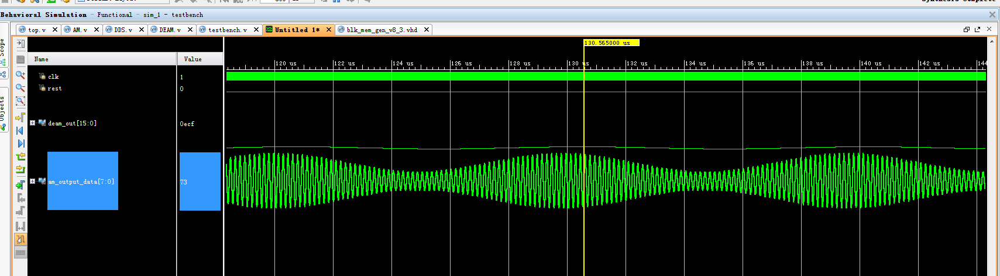 Behavioral Simulation - Functional - sim_1 - testbench
top.v AM.v DDS.v DEAM.v testbench.v Untitled 1* blk_mem_gen_v8_3.vhd
Scope
Objects
130.565000 us
Name Value
120 us 122 us 124 us 126 us 128 us 130 us 132 us 134 us 136 us 138 us 140 us 142 us 144
clk 1
rest 0
deam_out[15:0] 0ecf
am_output_data[7:0] 73